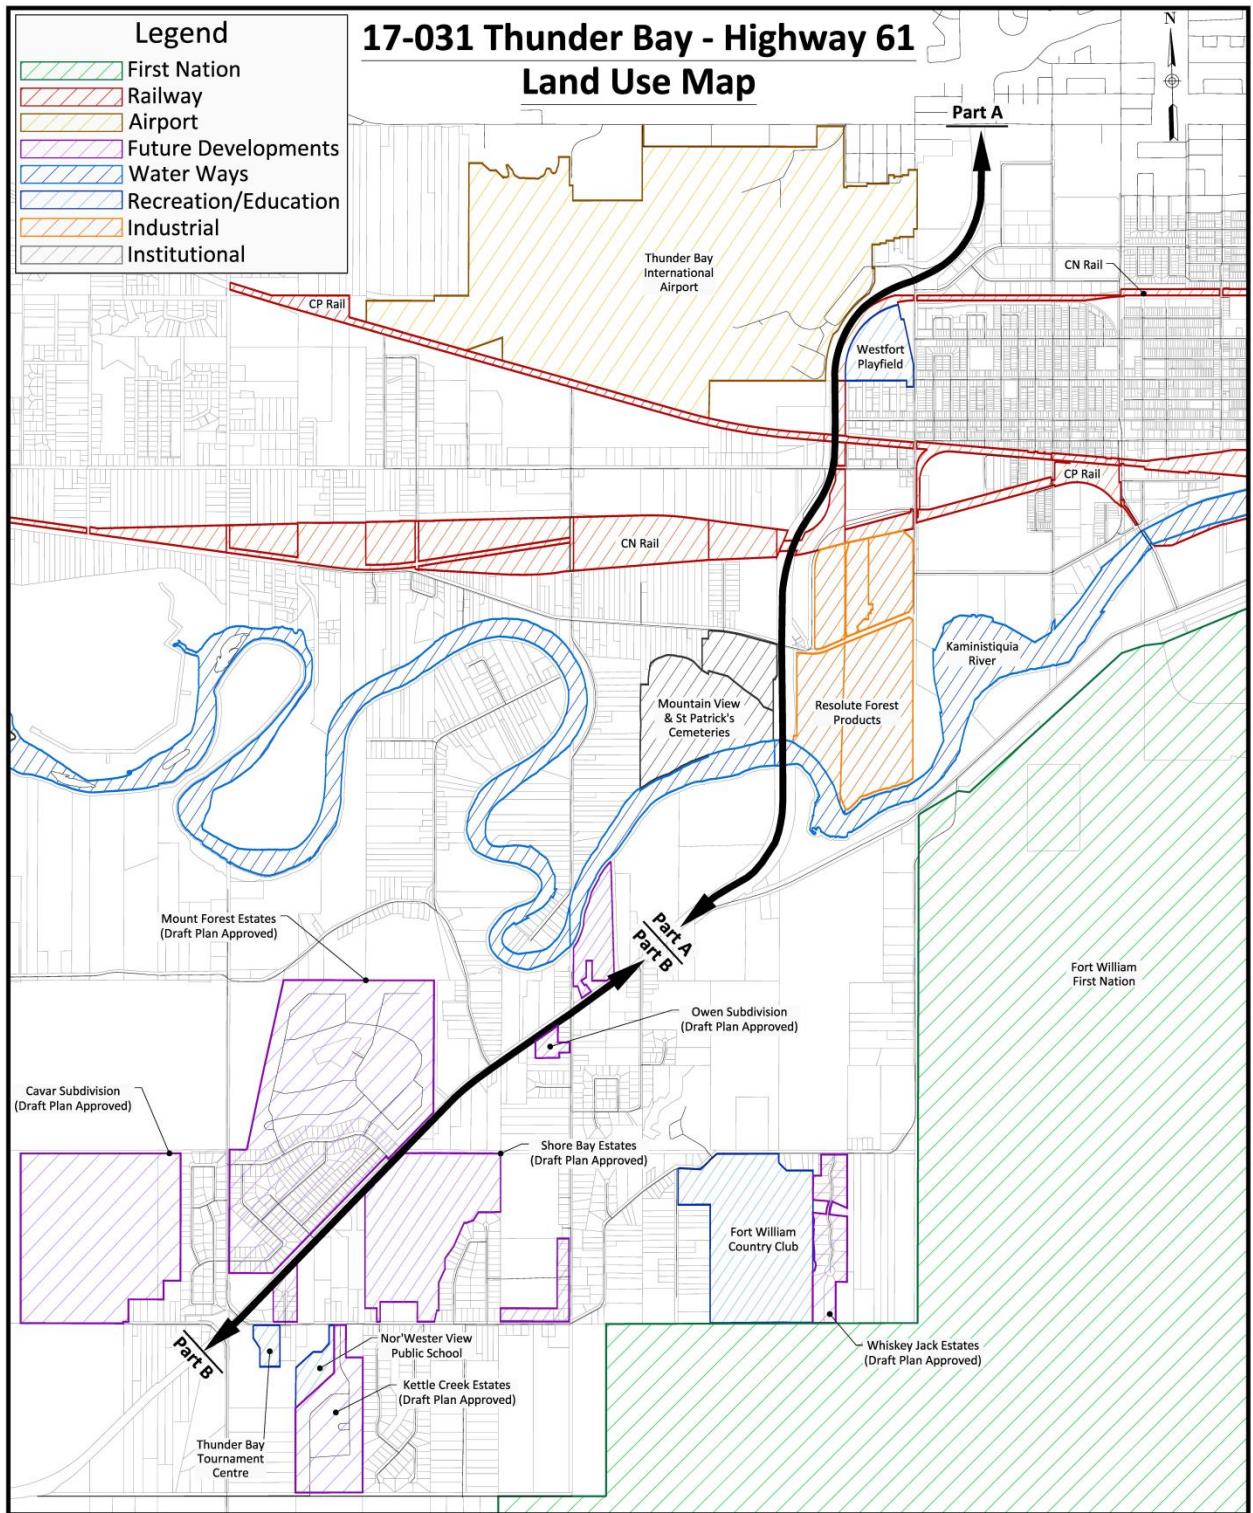 17-031 Thunder Bay - Highway 61
Land Use Map
Legend
First Nation
Railway
Airport
Future Developments
Water Ways
Recreation/Education
Industrial
Institutional
N
Part A
Thunder Bay
International
Airport
CN Rail
CP Rail
Westfort
Playfield
CP Rail
CN Rail
Kaministiquia
River
Mountain View
& St Patrick's
Cemeteries
Resolute Forest
Products
Mount Forest Estates
(Draft Plan Approved)
Part A
Part B
Fort William
First Nation
Owen Subdivision
(Draft Plan Approved)
Cavar Subdivision
(Draft Plan Approved)
Shore Bay Estates
(Draft Plan Approved)
Fort William
Country Club
Part B
Nor'Wester View
Public School
Whiskey Jack Estates
(Draft Plan Approved)
Kettle Creek Estates
(Draft Plan Approved)
Thunder Bay
Tournament
Centre